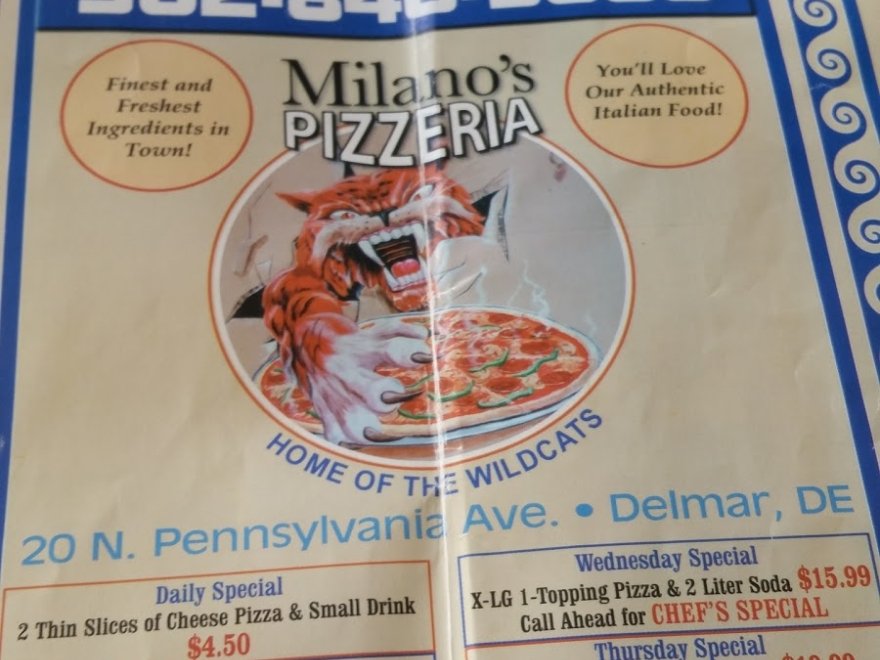 Finest and
Freshest
Ingredients in
Town!
Milano's
PIZZERIA
You'll Love
Our Authentic
Italian Food!
HOME OF THE WILDCATS
20 N. Pennsylvania Ave. • Delmar, DE
Daily Special
2 Thin Slices of Cheese Pizza & Small Drink
$4.50
Wednesday Special
X-LG 1-Topping Pizza & 2 Liter Soda $15.99
Call Ahead for CHEF'S SPECIAL
Thursday Special